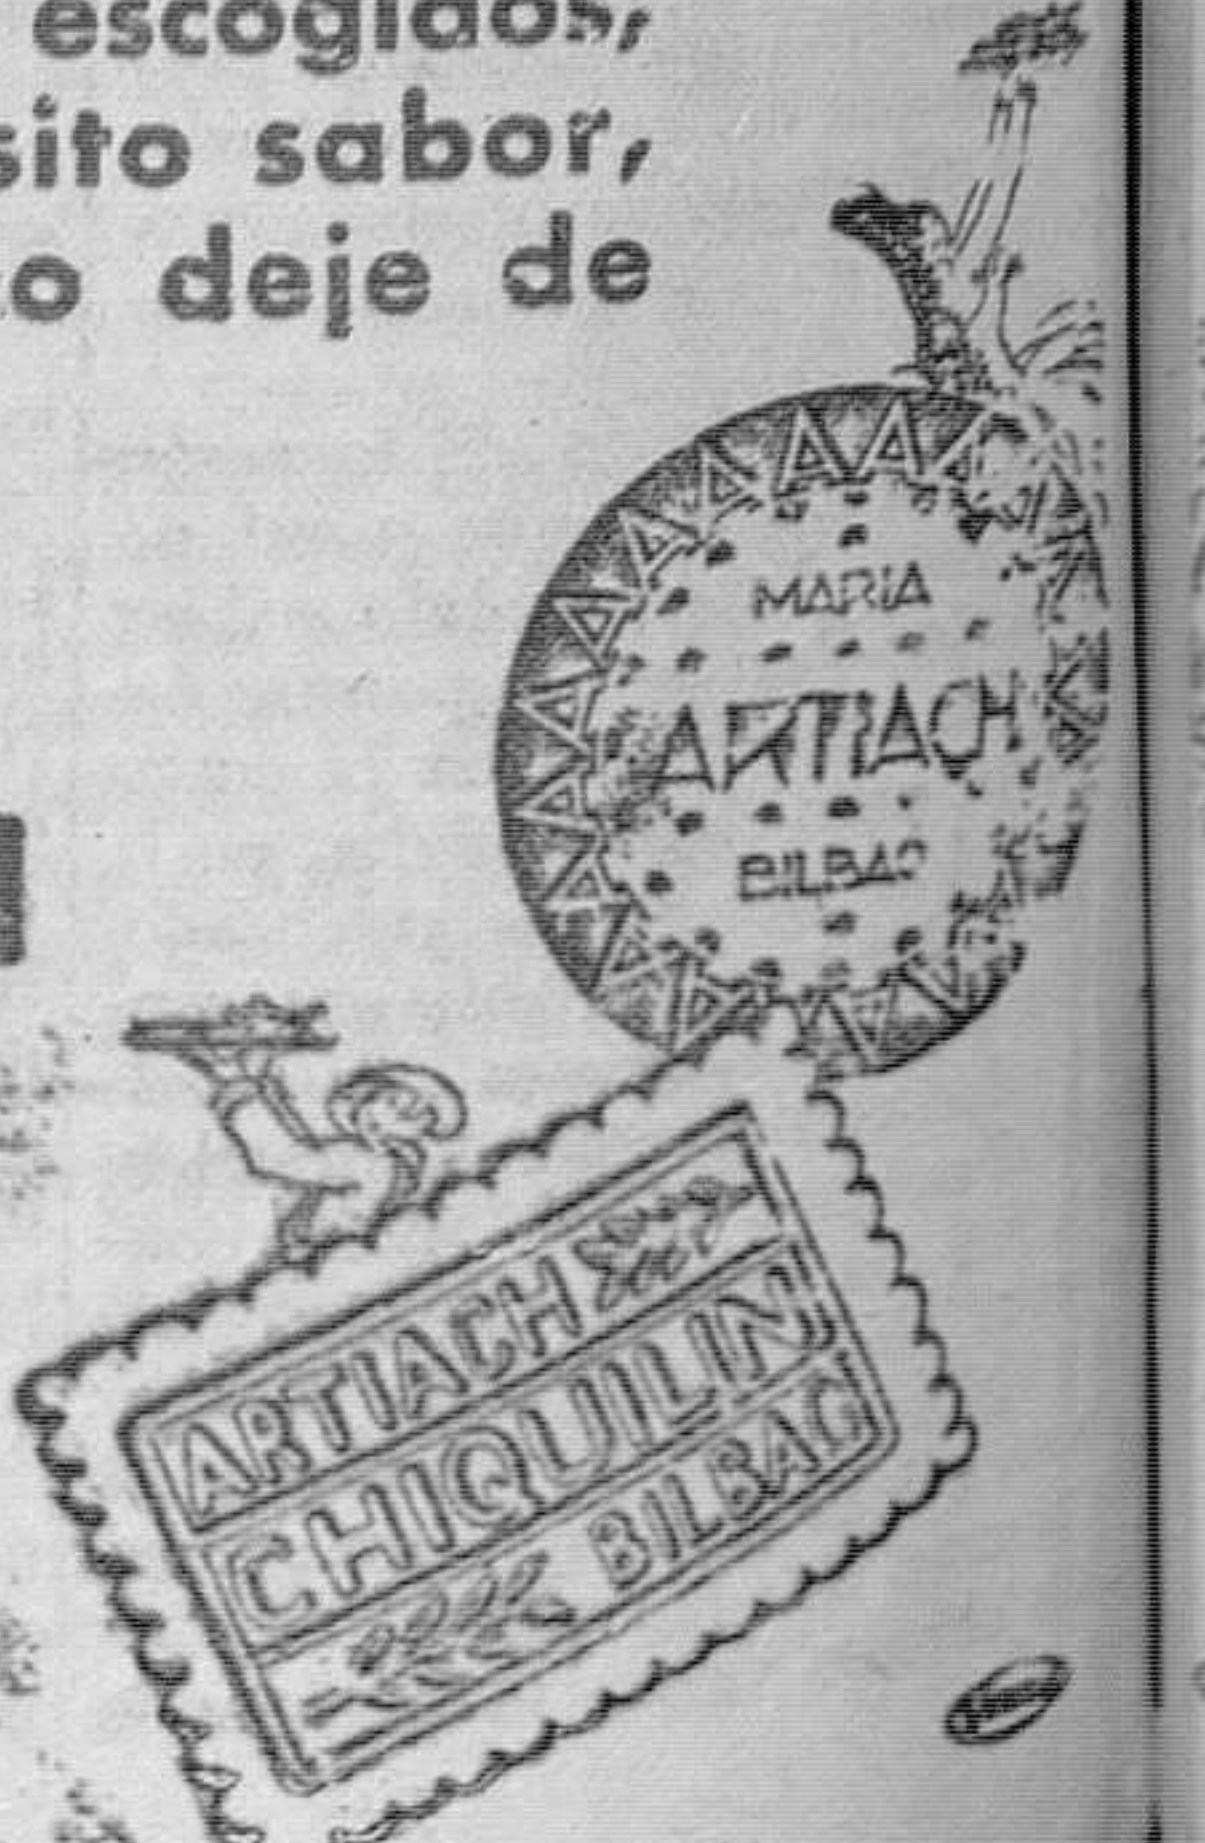 escogidos,
sito sabor,
o deje de
MARIA
ARTIACH
BILBAO
ARTIACH
CHIQUILIN
BILBAO